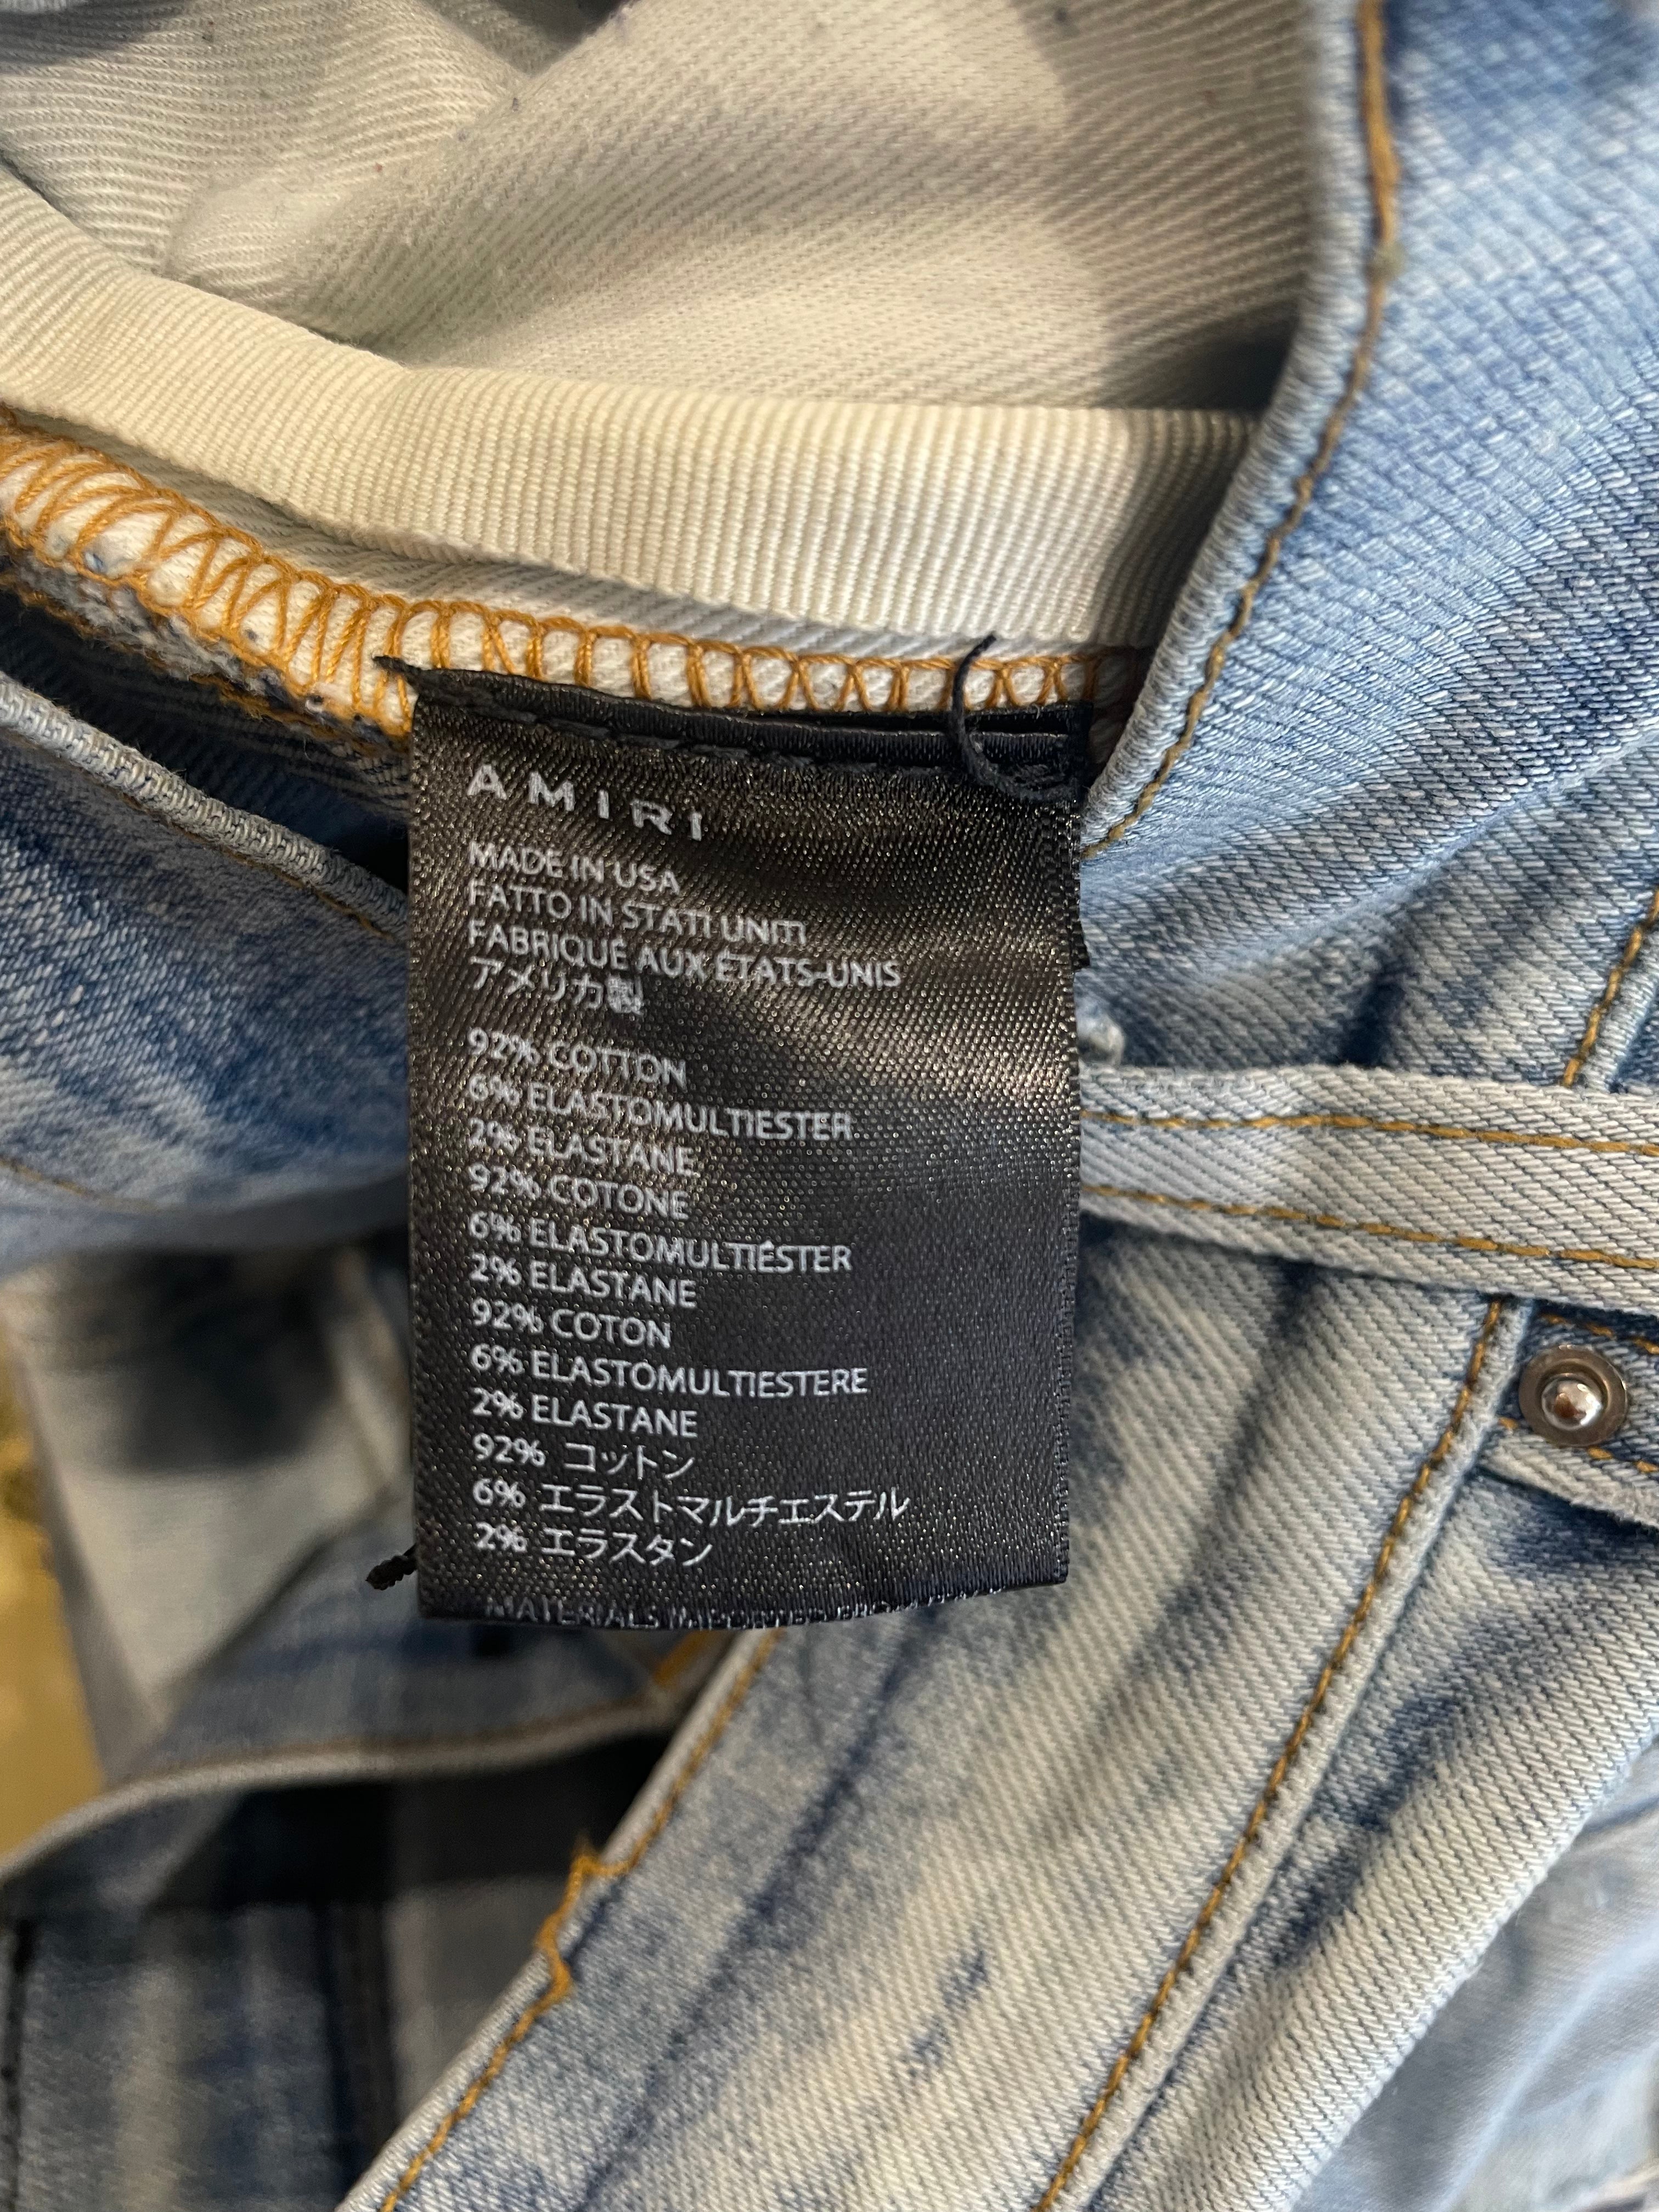 AMIRI
MADE IN USA
FATTO IN STATI UNITI
FABRIQUÉ AUX ÉTATS-UNIS
アメリカ製
92% COTTON
6% ELASTOMULTIESTER
2% ELASTANE
92% COTONE
6% ELASTOMULTIÉSTER
2% ELASTANE
92% COTON
6% ELASTOMULTIESTERE
2% ELASTANE
92% コットン
6% エラストマルチエステル
2% エラスタン
MATERIALS IMPORTED